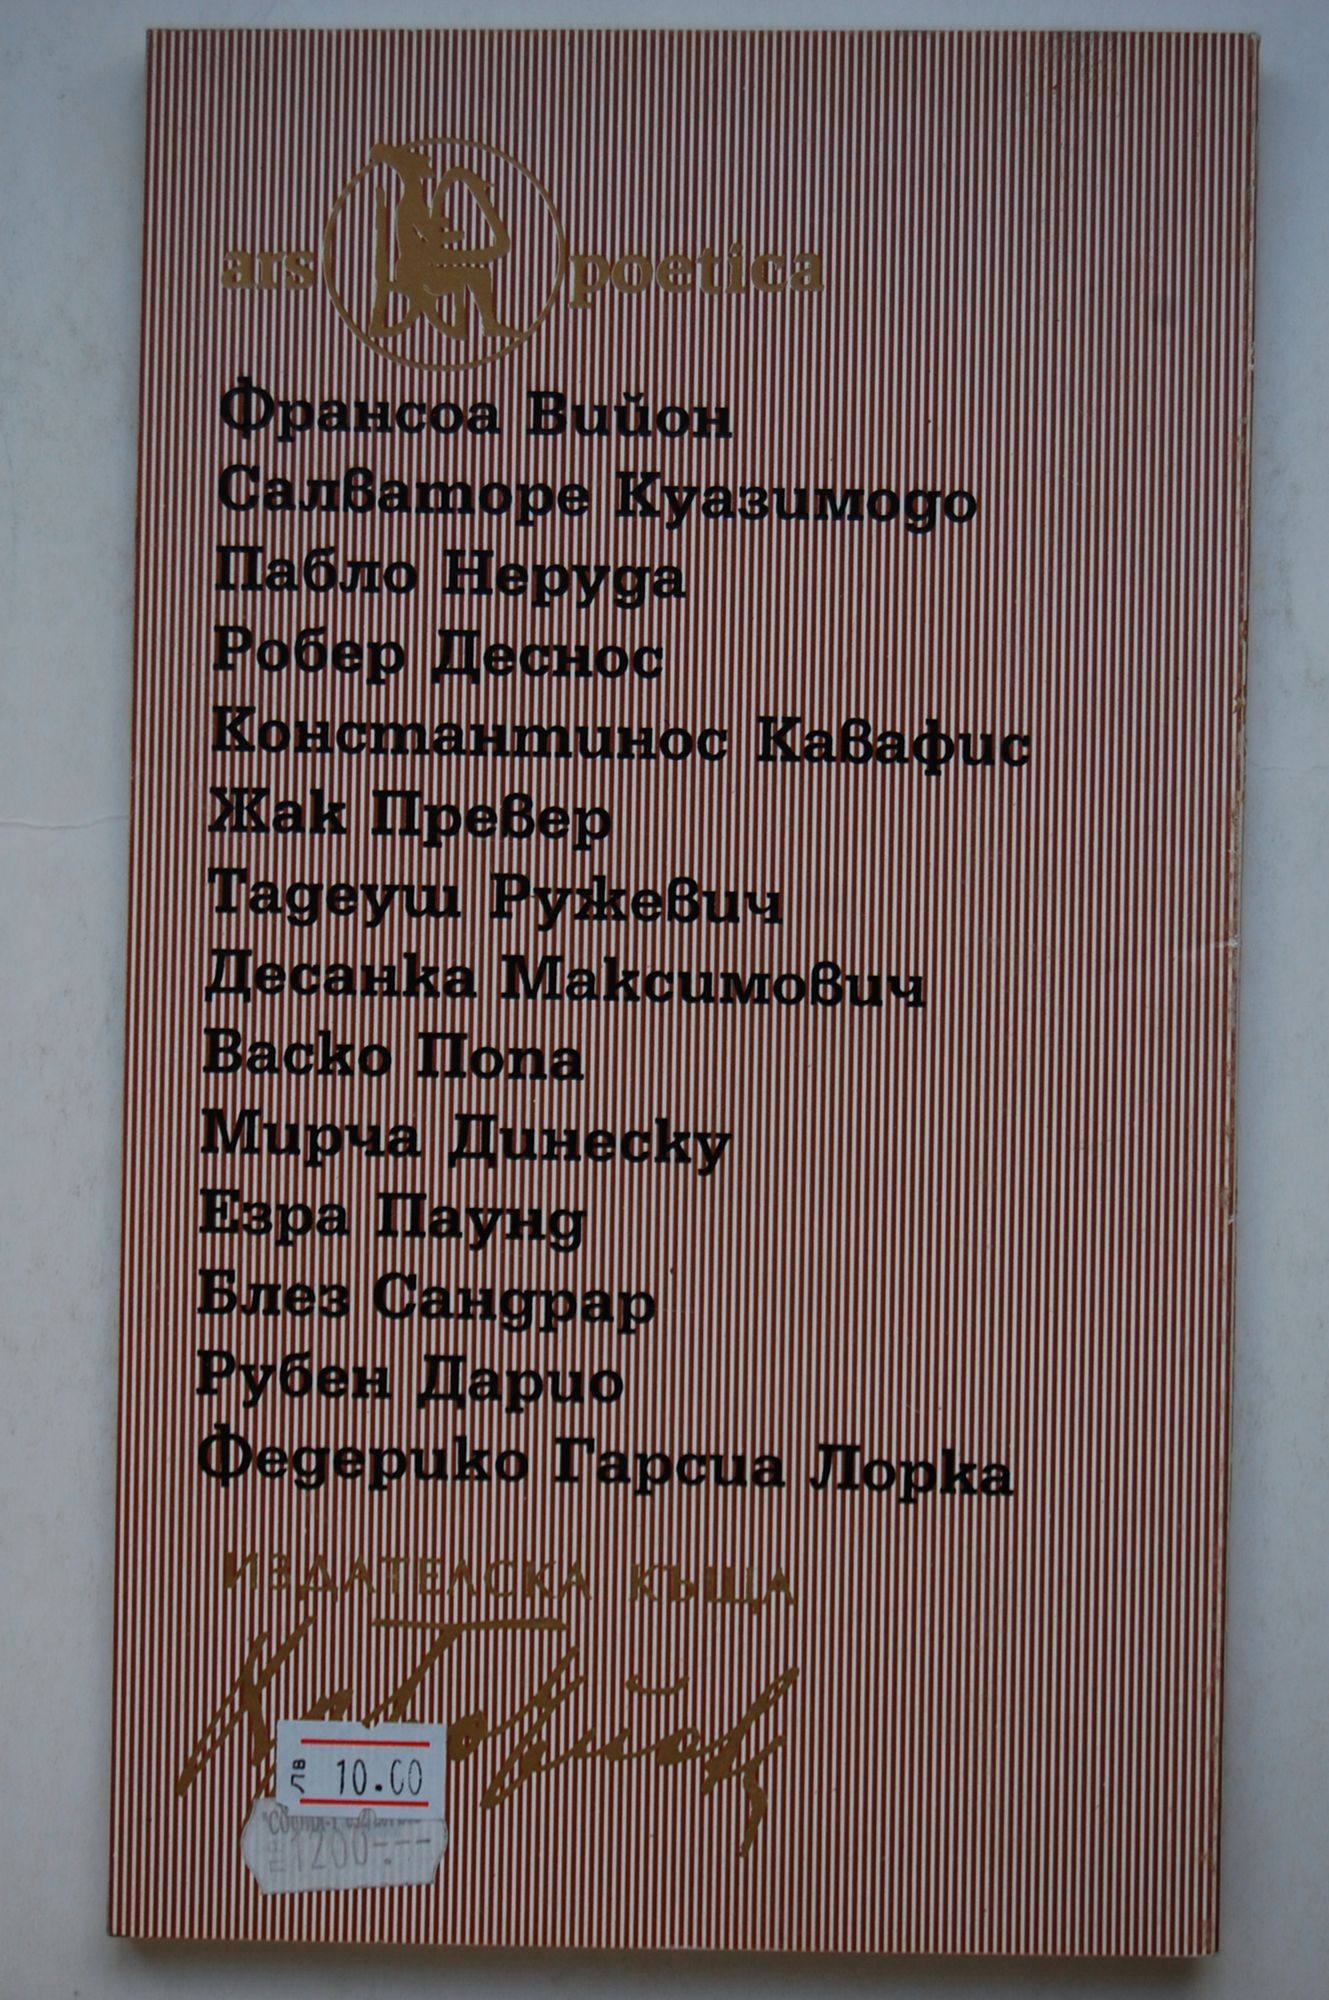 ars poetica
Франсоа Вийон
Салваторе Куазимодо
Пабло Неруда
Робер Деснос
Константинос Кавафис
Жак Превер
Тадеуш Ружевич
Десанка Максимович
Васко Попа
Мирча Динеску
Езра Паунд
Блез Сандрар
Рубен Дарио
Федерико Гарсиа Лорка
ИЗДАТЕЛСКА КЪЩА
лв 10.00
1200.---